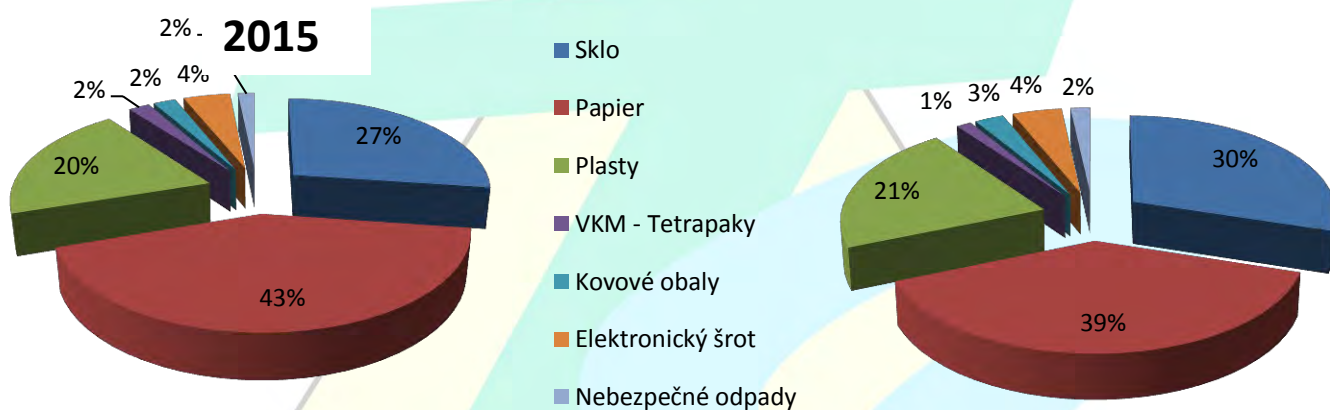 2015
2%
2%
2%
4%
27%
20%
43%
Sklo
Papier
Plasty
VKM - Tetrapaky
Kovové obaly
Elektronický šrot
Nebezpečné odpady
1%
3%
4%
2%
30%
21%
39%